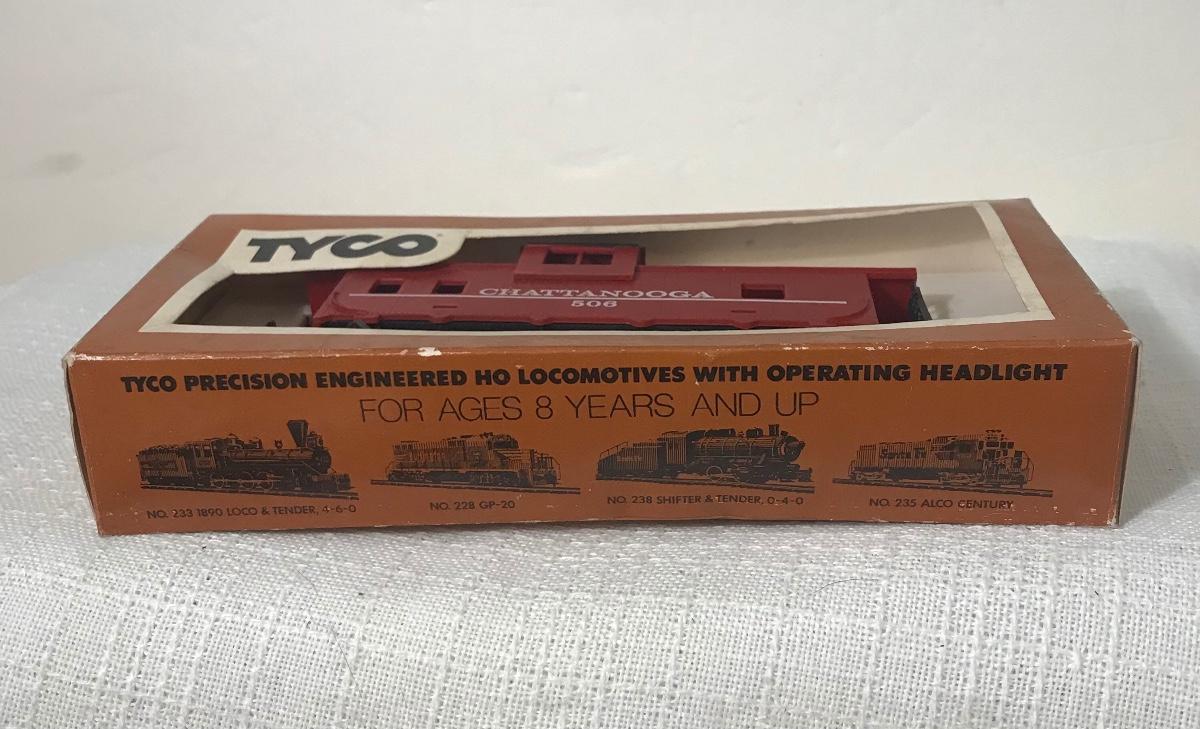 TYCO
CHATTANOOGA
506
TYCO PRECISION ENGINEERED HO LOCOMOTIVES WITH OPERATING HEADLIGHT
FOR AGES 8 YEARS AND UP
Santa Fe
NO. 233 1890 LOCO & TENDER, 4-6-0
NO. 228 GP-20
NO. 238 SHIFTER & TENDER, 0-4-0
NO. 235 ALCO CENTURY